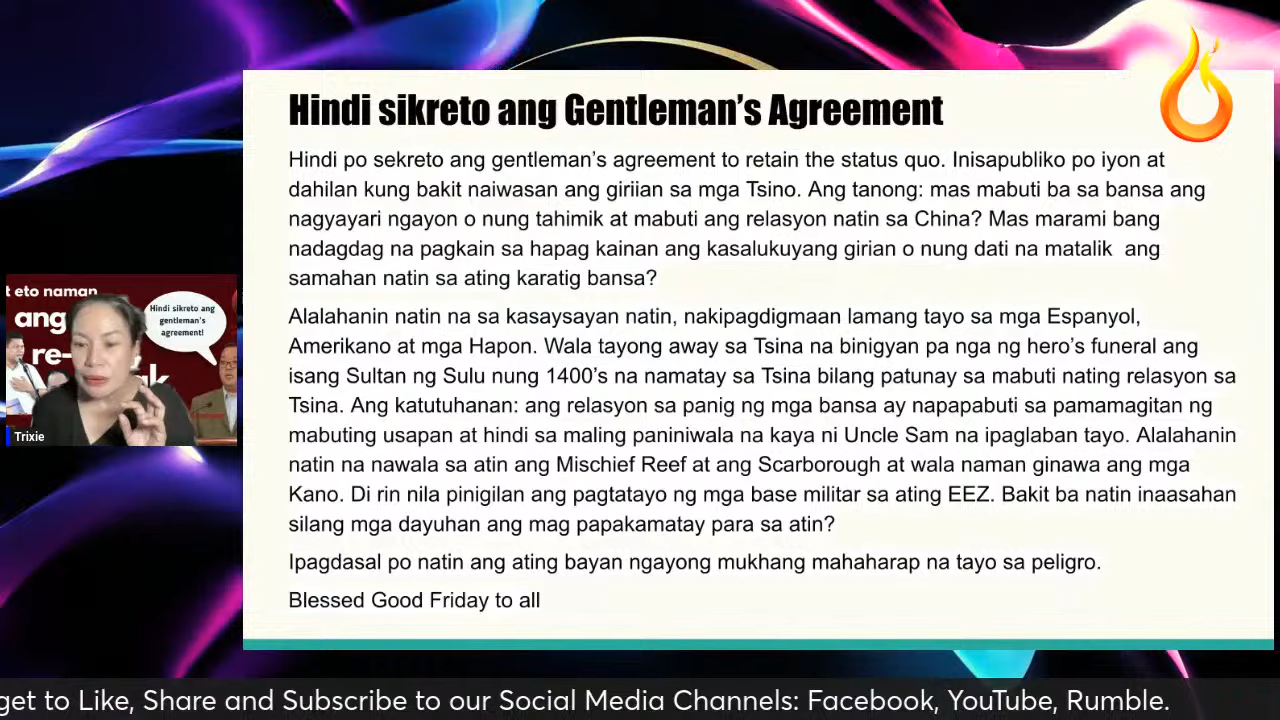 Hindi sikreto ang Gentleman's Agreement
Hindi po sekreto ang gentleman's agreement to retain the status quo. Inisapubliko po iyon at
dahilan kung bakit naiwasan ang giriian sa mga Tsino. Ang tanong: mas mabuti ba sa bansa ang
nagyayari ngayon o nung tahimik at mabuti ang relasyon natin sa China? Mas marami bang
nadagdag na pagkain sa hapag kainan ang kasalukuyang girian o nung dati na matalik ang
samahan natin sa ating karatig bansa?
Alalahanin natin na sa kasaysayan natin, nakipagdigmaan lamang tayo sa mga Espanyol,
Amerikano at mga Hapon. Wala tayong away sa Tsina na binigyan pa nga ng hero's funeral ang
isang Sultan ng Sulu nung 1400's na namatay sa Tsina bilang patunay sa mabuti nating relasyon sa
Tsina. Ang katutuhanan: ang relasyon sa panig ng mga bansa ay napapabuti sa pamamagitan ng
mabuting usapan at hindi sa maling paniniwala na kaya ni Uncle Sam na ipaglaban tayo. Alalahanin
natin na nawala sa atin ang Mischief Reef at ang Scarborough at wala naman ginawa ang mga
Kano. Di rin nila pinigilan ang pagtatayo ng mga base militar sa ating EEZ. Bakit ba natin inaasahan
silang mga dayuhan ang mag papakamatay para sa atin?
Ipagdasal po natin ang ating bayan ngayong mukhang mahaharap na tayo sa peligro.
Blessed Good Friday to all
t eto naman
ang
re-
ak
Hindi sikreto ang
gentleman's
agreement!
Trixie
get to Like, Share and Subscribe to our Social Media Channels: Facebook, YouTube, Rumble.